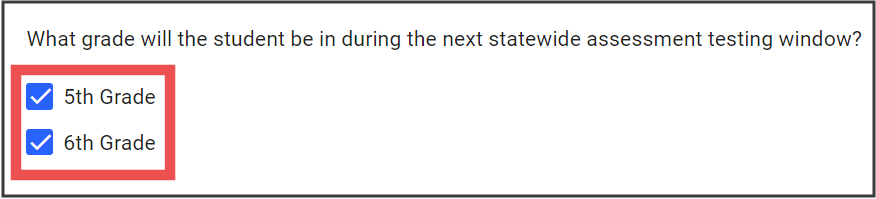 What grade will the student be in during the next statewide assessment testing window?
5th Grade
6th Grade